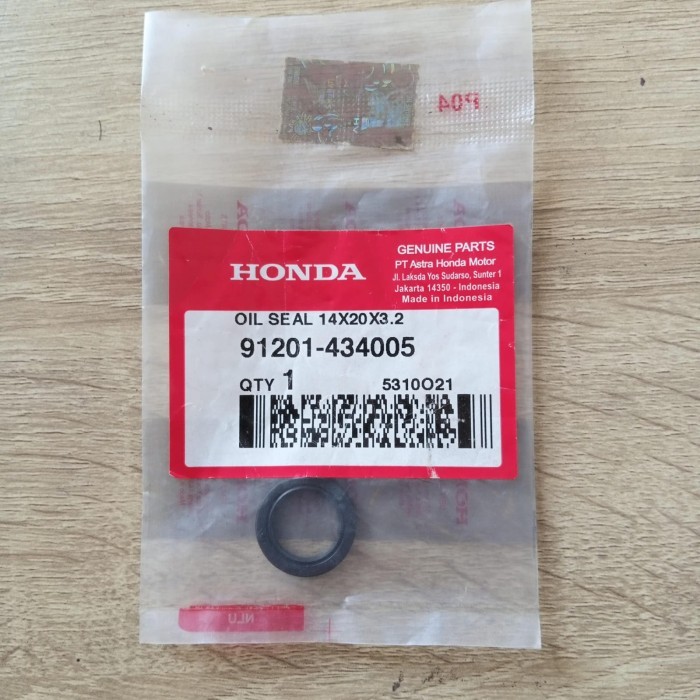 P04
HONDA
GENUINE PARTS
PT Astra Honda Motor
Jl. Laksda Yos Sudarso, Sunter 1
Jakarta 14350 - Indonesia
Made in Indonesia
OIL SEAL 14X20X3.2
91201-434005
QTY 1
5310O21
NLU